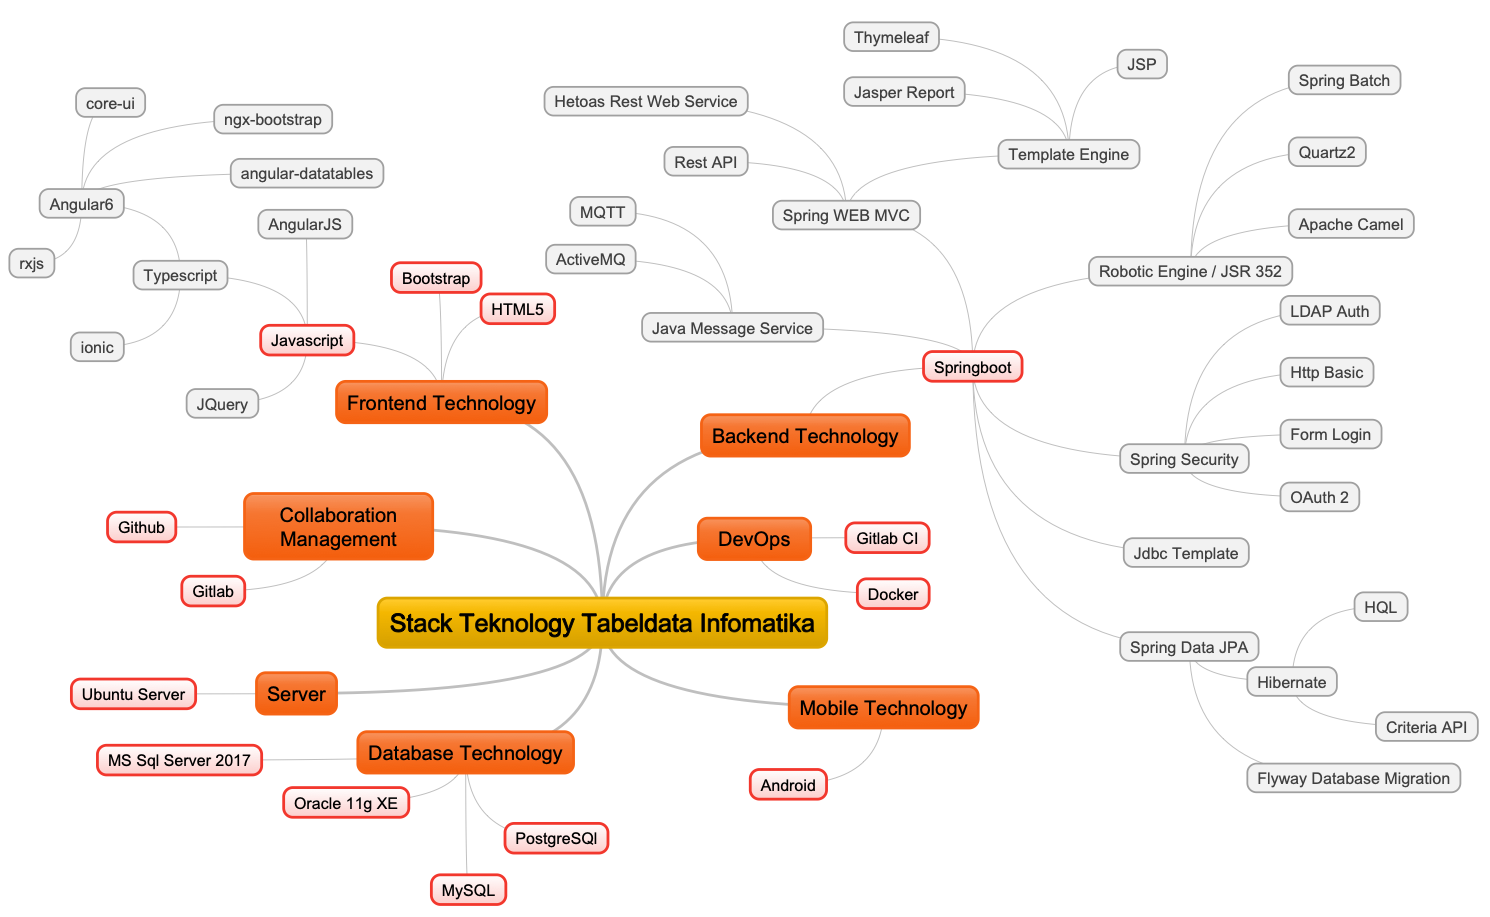 Thymeleaf
JSP
Jasper Report
Template Engine
Hetoas Rest Web Service
Rest API
Spring WEB MVC
MQTT
ActiveMQ
Java Message Service
Spring Batch
Quartz2
Apache Camel
Robotic Engine / JSR 352
LDAP Auth
Http Basic
Form Login
OAuth 2
Spring Security
Springboot
Jdbc Template
HQL
Spring Data JPA
Hibernate
Criteria API
Flyway Database Migration
Backend Technology
core-ui
ngx-bootstrap
angular-datatables
Angular6
rxjs
AngularJS
Typescript
ionic
Javascript
JQuery
Bootstrap
HTML5
Frontend Technology
Github
Collaboration
Management
Gitlab
DevOps
Gitlab CI
Docker
Stack Teknology Tabeldata Infomatika
Ubuntu Server
Server
Mobile Technology
Android
MS Sql Server 2017
Database Technology
Oracle 11g XE
PostgreSQl
MySQL